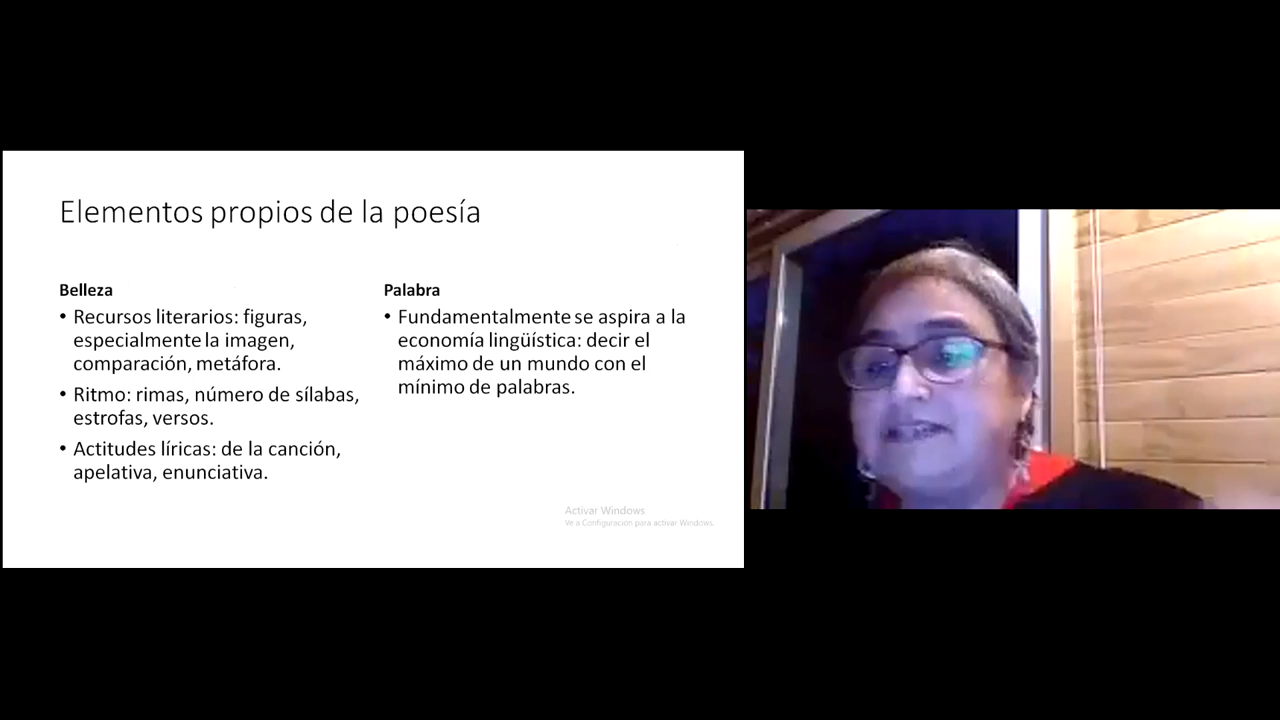 Elementos propios de la poesía
Belleza
• Recursos literarios: figuras,
especialmente la imagen,
comparación, metáfora.
• Ritmo: rimas, número de sílabas,
estrofas, versos.
• Actitudes líricas: de la canción,
apelativa, enunciativa.
Palabra
• Fundamentalmente se aspira a la
economía lingüística: decir el
máximo de un mundo con el
mínimo de palabras.
Activar Windows
Ve a Configuración para activar Windows.